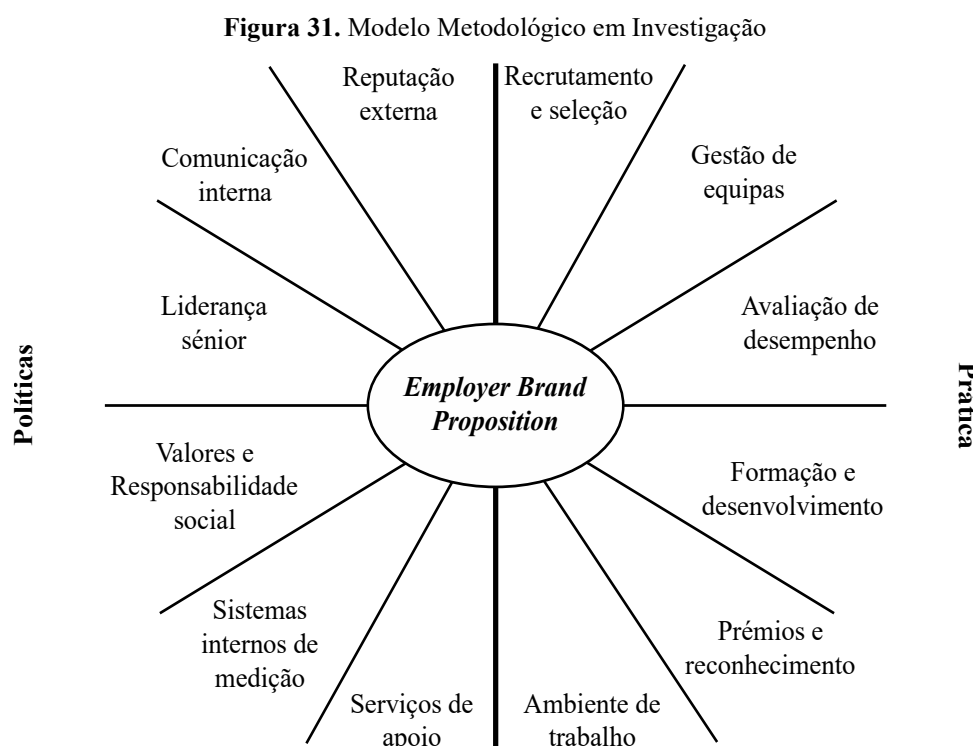 Figura 31. Modelo Metodológico em Investigação
Reputação
externa
Recrutamento
e seleção
Comunicação
interna
Gestão de
equipas
Liderança
sénior
Avaliação de
desempenho
Políticas
Employer Brand
Proposition
Prática
Valores e
Responsabilidade
social
Formação e
desenvolvimento
Sistemas
internos de
medição
Prémios e
reconhecimento
Serviços de
apoio
Ambiente de
trabalho